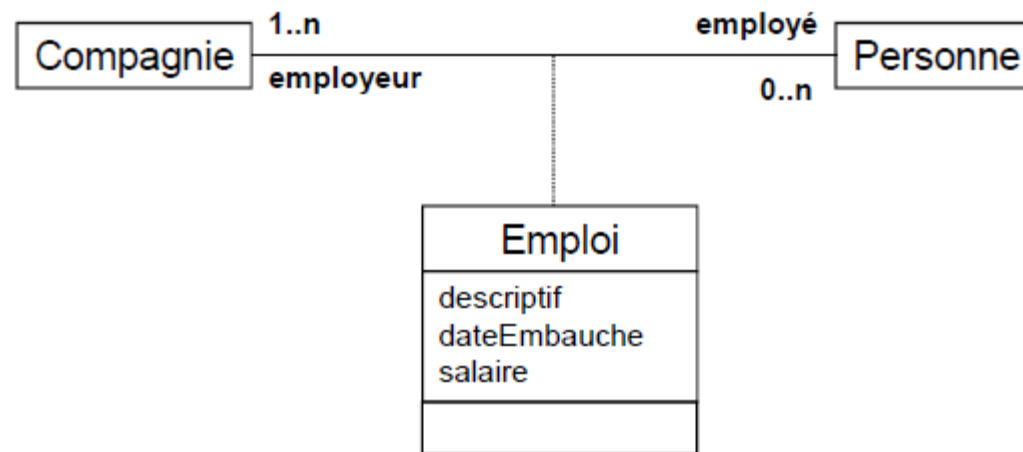 1..n
employé
Compagnie
Personne
employeur
0..n
Emploi
descriptif
dateEmbauche
salaire